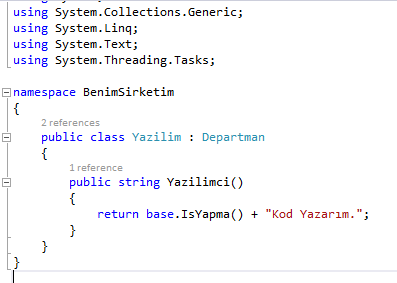 using System.Collections.Generic;
using System.Linq;
using System.Text;
using System.Threading.Tasks;
namespace BenimSirketim
{
2 references
public class Yazilim : Departman
{
1 reference
public string Yazilimci()
{
return base.IsYapma() + "Kod Yazarım.";
}
}
}